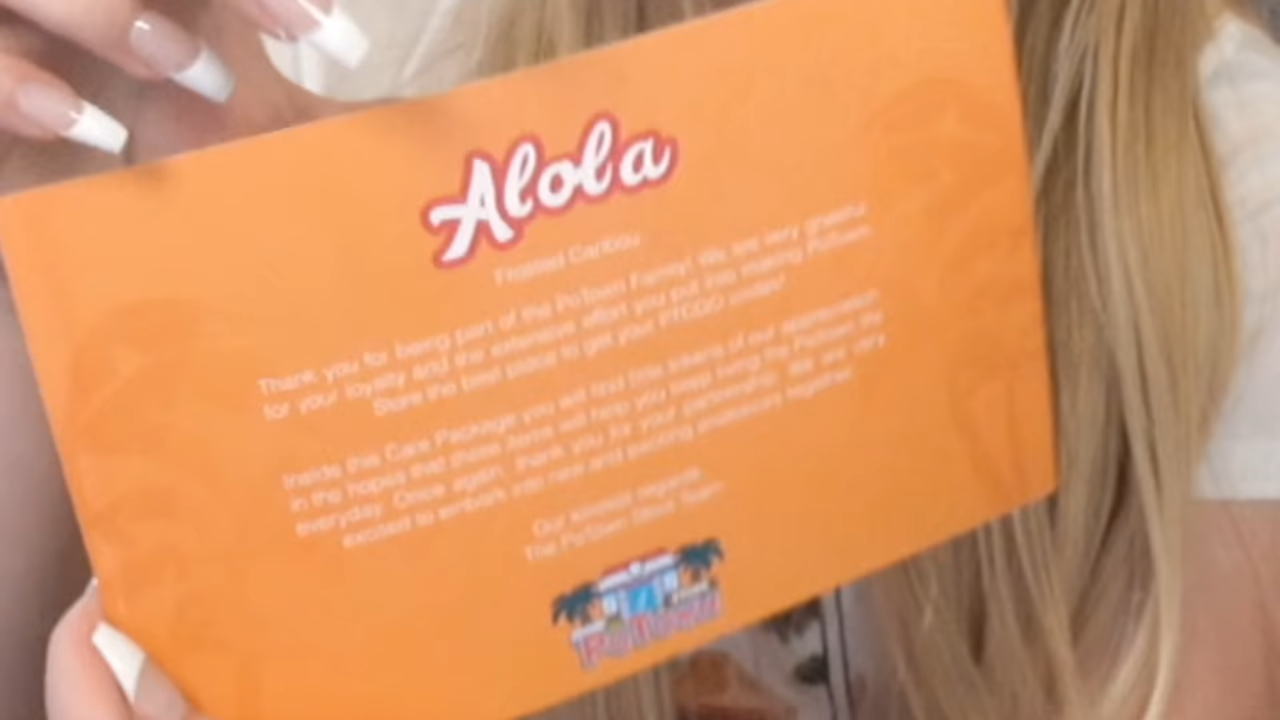 Alola
Frosted Caribou
Thank you for being part of the PoTown Family! We are very grateful
for your loyalty and the extensive effort you put into making PoTown
Store the best place to get your PTCGO codes!
Inside this Care Package you will find little tokens of our appreciation
in the hopes that these items will help you keep living the PoTown life
everyday. Once again, thank you for your partnership. We are very
excited to embark into new and exciting endeavors together!
Our kindest regards,
The PoTown Store Team
PoTown